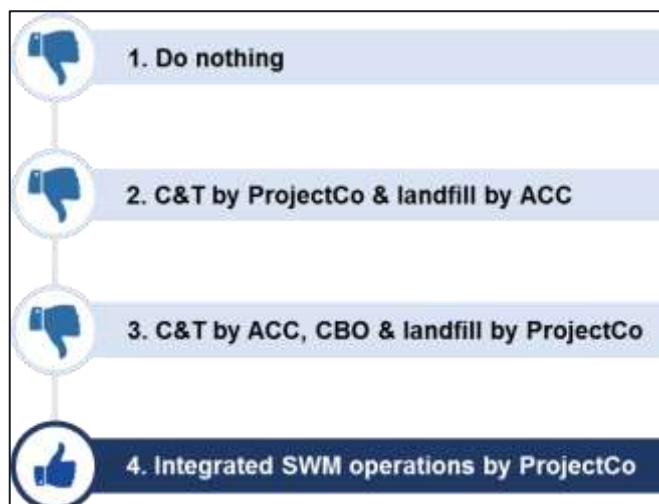 1. Do nothing
2. C&T by ProjectCo & landfill by ACC
3. C&T by ACC, CBO & landfill by ProjectCo
4. Integrated SWM operations by ProjectCo